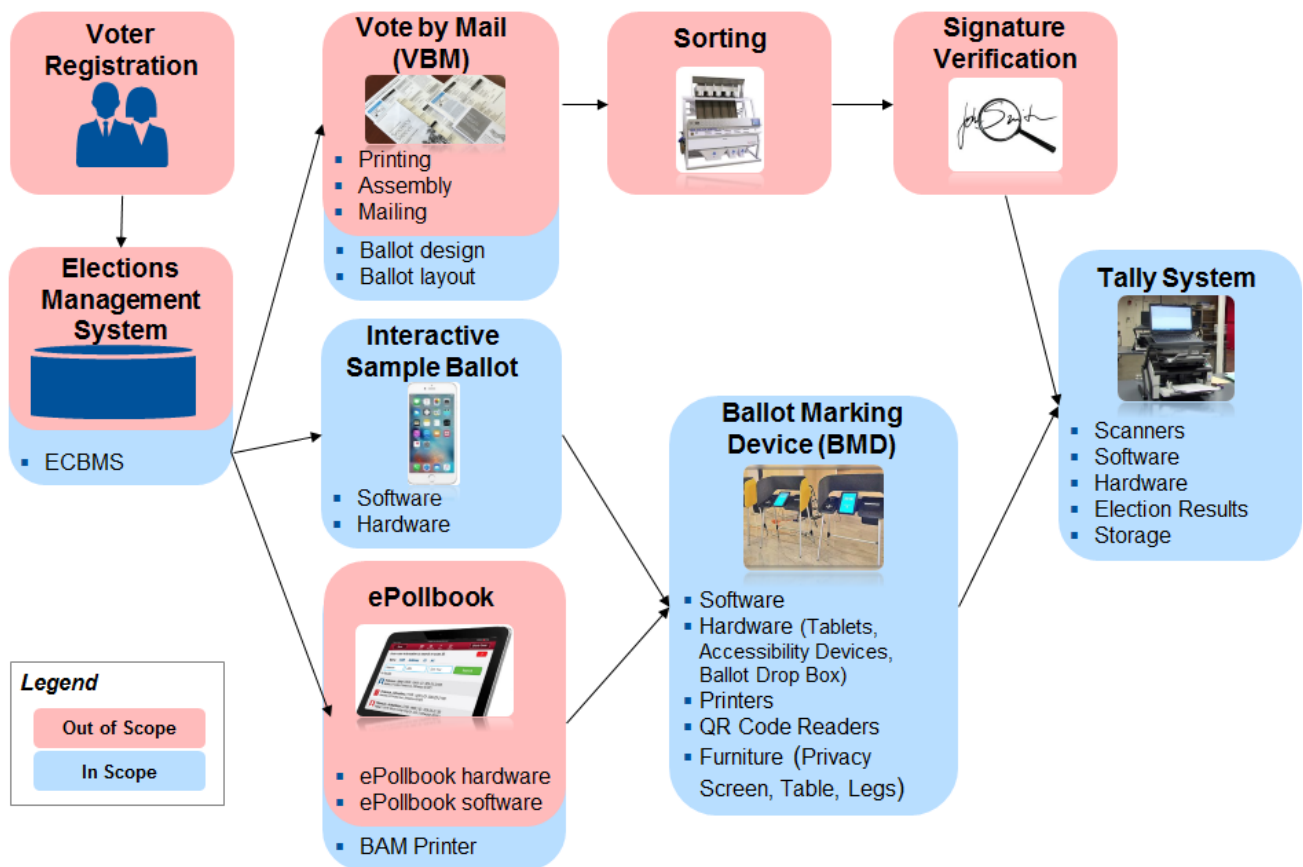 Voter
Registration
Elections
Management
System
▪ ECBMS
Vote by Mail
(VBM)
▪ Printing
▪ Assembly
▪ Mailing
▪ Ballot design
▪ Ballot layout
Sorting
Signature
Verification
John Smith
Interactive
Sample Ballot
▪ Software
▪ Hardware
ePollbook
▪ ePollbook hardware
▪ ePollbook software
▪ BAM Printer
Ballot Marking
Device (BMD)
▪ Software
▪ Hardware (Tablets,
Accessibility Devices,
Ballot Drop Box)
▪ Printers
▪ QR Code Readers
▪ Furniture (Privacy
Screen, Table, Legs)
Tally System
▪ Scanners
▪ Software
▪ Hardware
▪ Election Results
▪ Storage
Legend
Out of Scope
In Scope